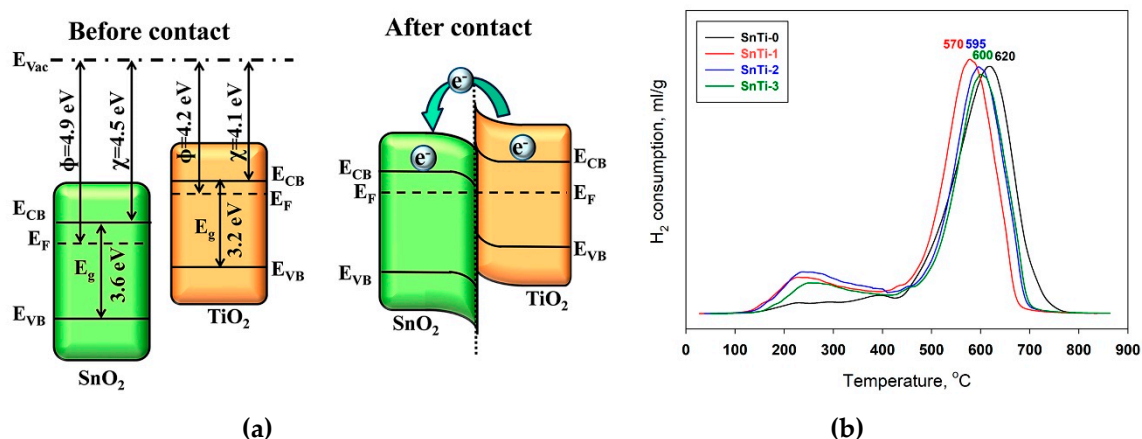 Before contact
E_Vac
ϕ=4.9 eV
χ=4.5 eV
ϕ=4.2 eV
χ=4.1 eV
E_CB
E_F
E_g
3.6 eV
E_VB
SnO₂
E_CB
E_F
E_g
3.2 eV
E_VB
TiO₂
After contact
e⁻
e⁻
e⁻
E_CB
E_F
E_VB
SnO₂
E_CB
E_F
E_VB
TiO₂
(a)
SnTi-0
SnTi-1
SnTi-2
SnTi-3
570 595
600 620
H₂ consumption, ml/g
0 100 200 300 400 500 600 700 800 900
Temperature, °C
(b)